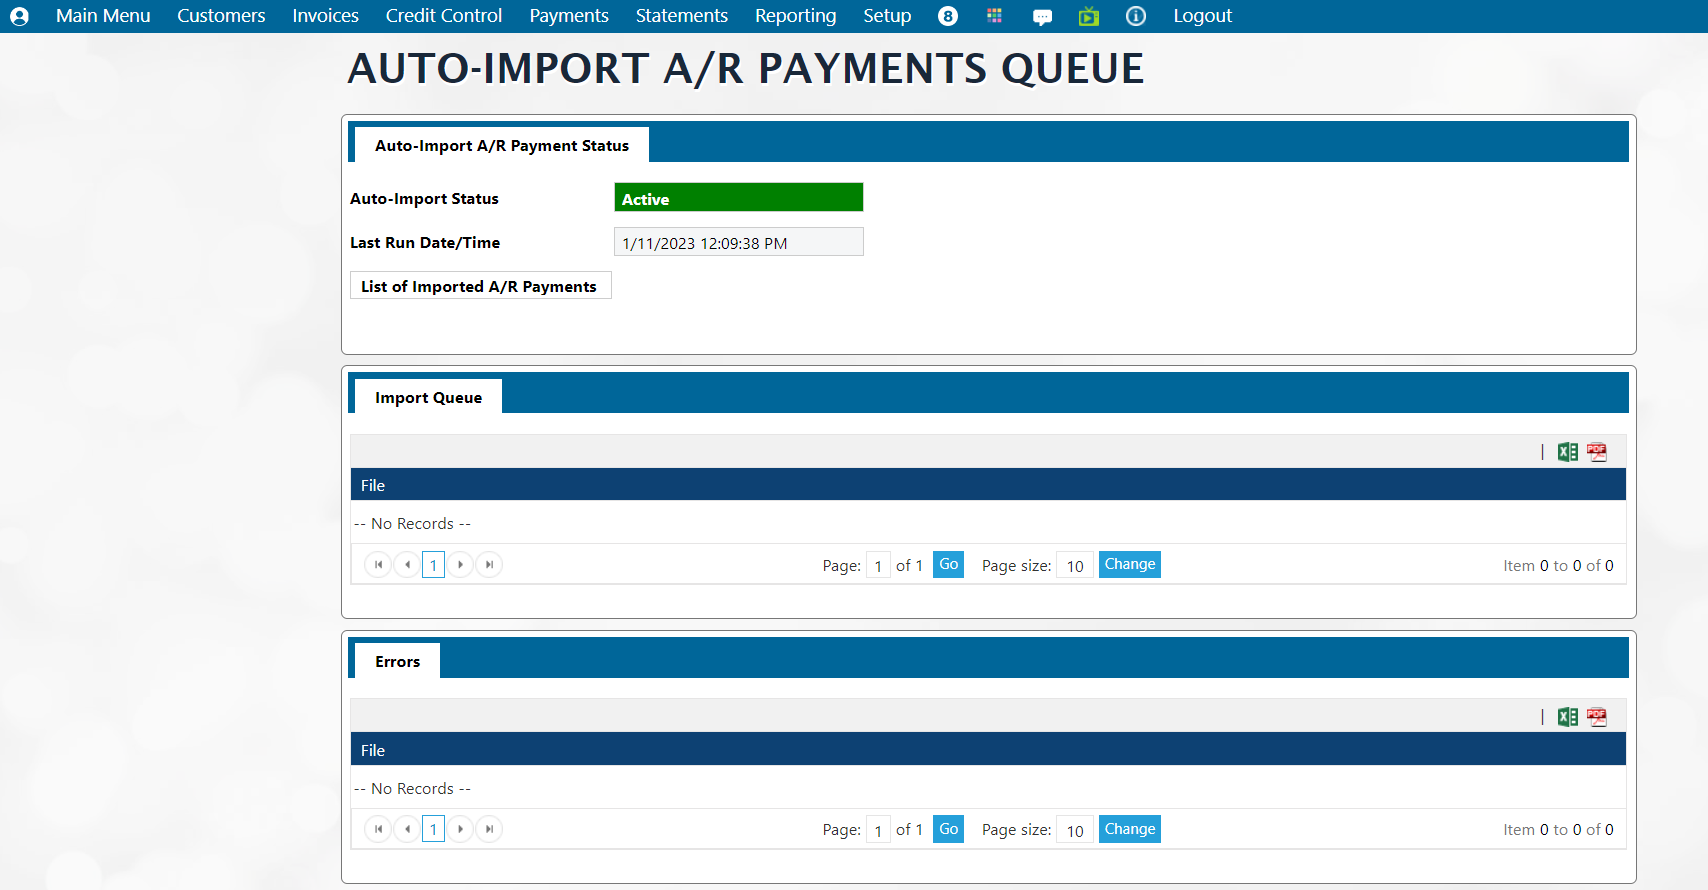 Main Menu Customers Invoices Credit Control Payments Statements Reporting Setup 8 Logout
AUTO-IMPORT A/R PAYMENTS QUEUE
Auto-Import A/R Payment Status
Auto-Import Status Active
Last Run Date/Time 1/11/2023 12:09:38 PM
List of Imported A/R Payments
Import Queue
| PDF
File
-- No Records --
1 Page: 1 of 1 Go Page size: 10 Change Item 0 to 0 of 0
Errors
| PDF
File
-- No Records --
1 Page: 1 of 1 Go Page size: 10 Change Item 0 to 0 of 0